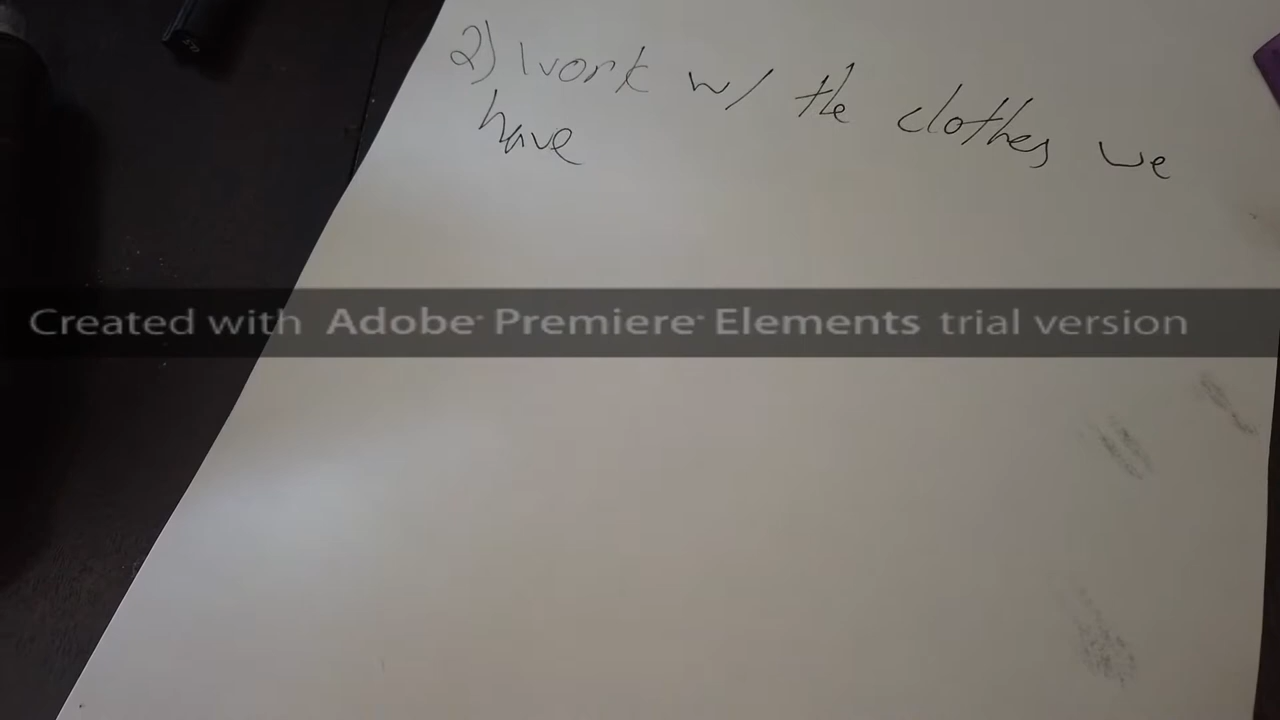 2) work w/ the clothes we
have
Created with Adobe Premiere Elements trial version